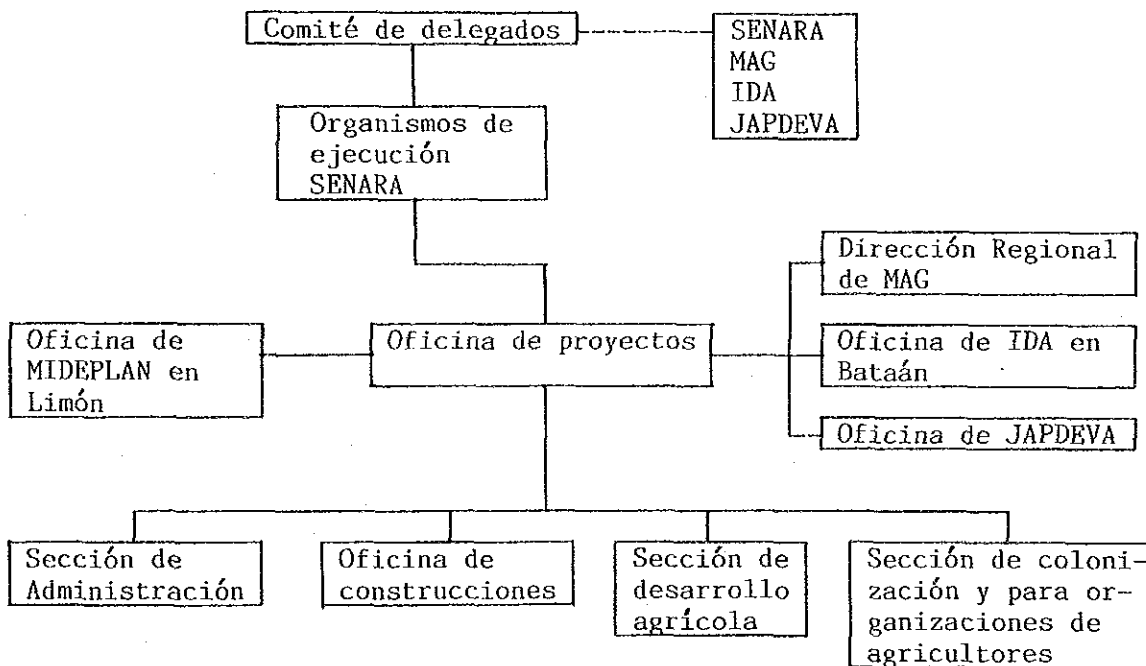 Comité de delegados
SENARA
MAG
IDA
JAPDEVA
Organismos de
ejecución
SENARA
Dirección Regional
de MAG
Oficina de
MIDEPLAN en
Limón
Oficina de proyectos
Oficina de IDA en
Bataán
Oficina de JAPDEVA
Sección de
Administración
Oficina de
construcciones
Sección de
desarrollo
agrícola
Sección de coloni-
zación y para or-
ganizaciones de
agricultores